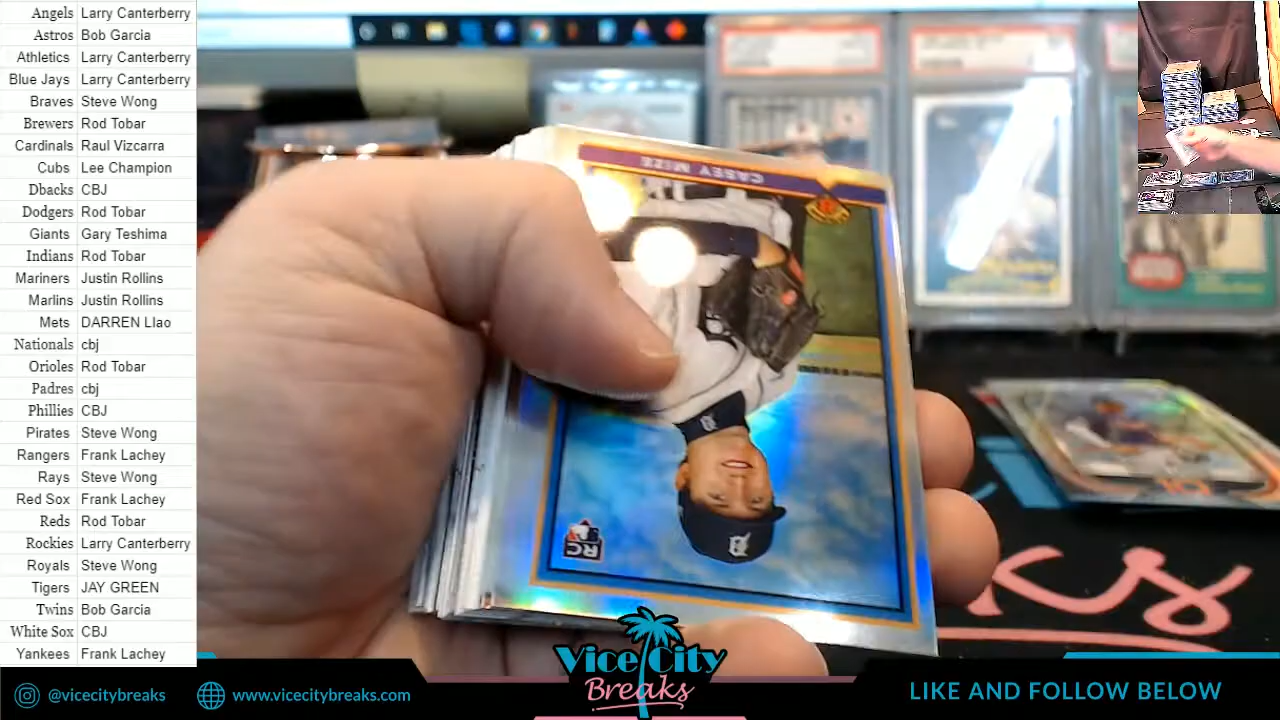 Angels Larry Canterberry
Astros Bob Garcia
Athletics Larry Canterberry
Blue Jays Larry Canterberry
Braves Steve Wong
Brewers Rod Tobar
Cardinals Raul Vizcarra
Cubs Lee Champion
Dbacks CBJ
Dodgers Rod Tobar
Giants Gary Teshima
Indians Rod Tobar
Mariners Justin Rollins
Marlins Justin Rollins
Mets DARREN LIao
Nationals cbj
Orioles Rod Tobar
Padres cbj
Phillies CBJ
Pirates Steve Wong
Rangers Frank Lachey
Rays Steve Wong
Red Sox Frank Lachey
Reds Rod Tobar
Rockies Larry Canterberry
Royals Steve Wong
Tigers JAY GREEN
Twins Bob Garcia
White Sox CBJ
Yankees Frank Lachey
CASEY MIZE
RC
Vice City
Breaks
@vicecitybreaks
www.vicecitybreaks.com
LIKE AND FOLLOW BELOW